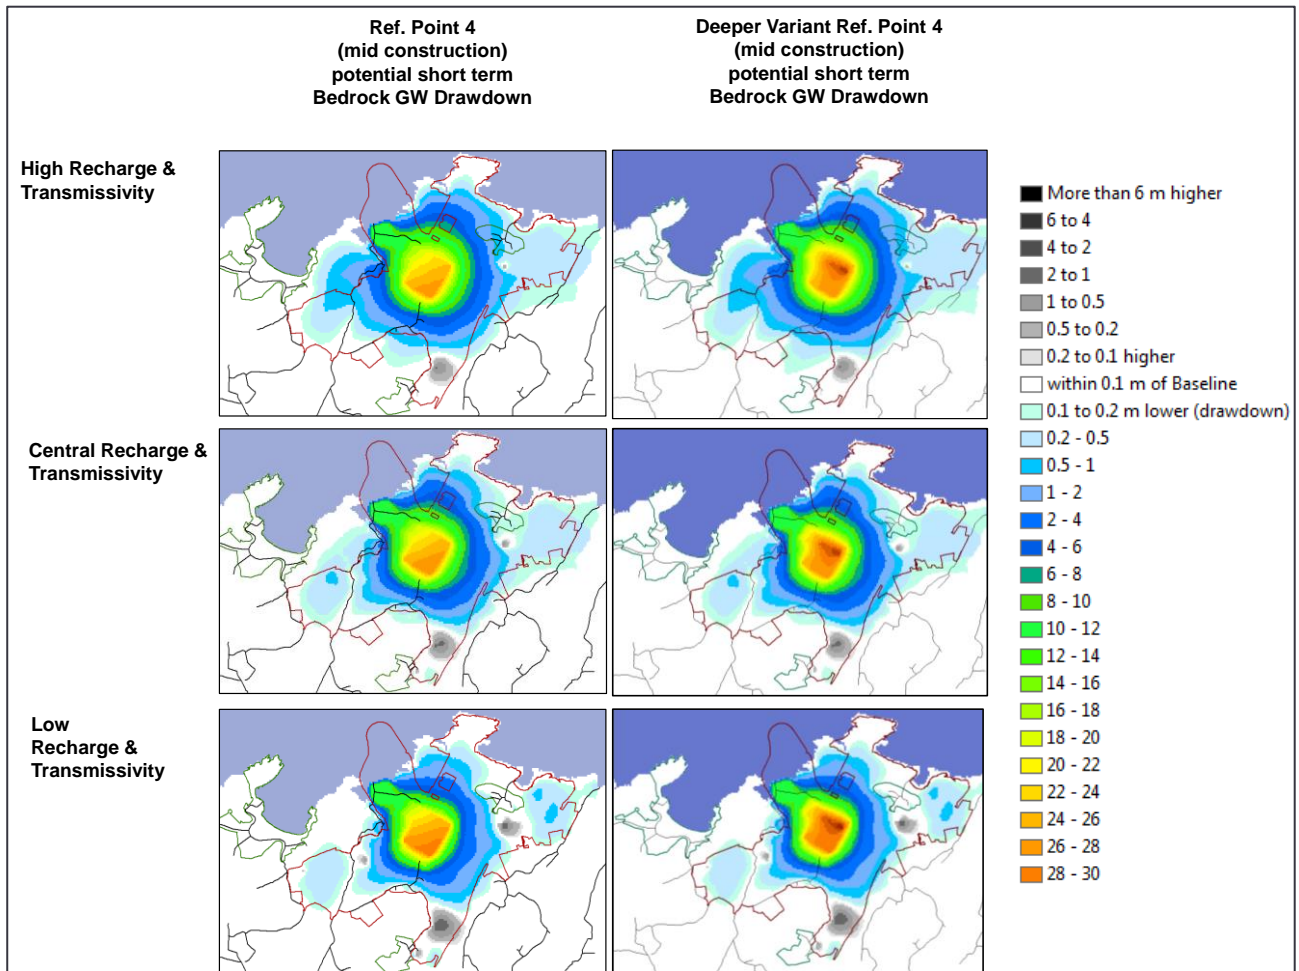 Ref. Point 4
(mid construction)
potential short term
Bedrock GW Drawdown
Deeper Variant Ref. Point 4
(mid construction)
potential short term
Bedrock GW Drawdown
High Recharge &
Transmissivity
Central Recharge &
Transmissivity
Low
Recharge &
Transmissivity
More than 6 m higher
6 to 4
4 to 2
2 to 1
1 to 0.5
0.5 to 0.2
0.2 to 0.1 higher
within 0.1 m of Baseline
0.1 to 0.2 m lower (drawdown)
0.2 - 0.5
0.5 - 1
1 - 2
2 - 4
4 - 6
6 - 8
8 - 10
10 - 12
12 - 14
14 - 16
16 - 18
18 - 20
20 - 22
22 - 24
24 - 26
26 - 28
28 - 30